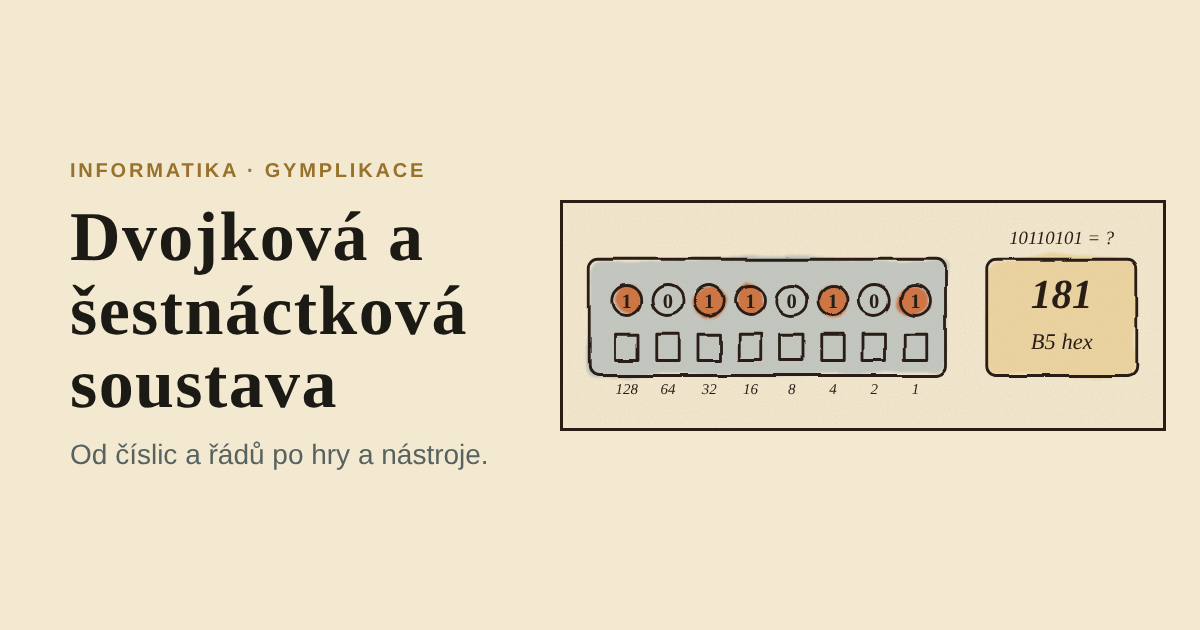 INFORMATIKA · GYMPLIKACE
Dvojková a
šestnáctková
soustava
Od číslic a řádů po hry a nástroje.
1 0 1 1 0 1 0 1
128 64 32 16 8 4 2 1
10110101 = ?
181
B5 hex